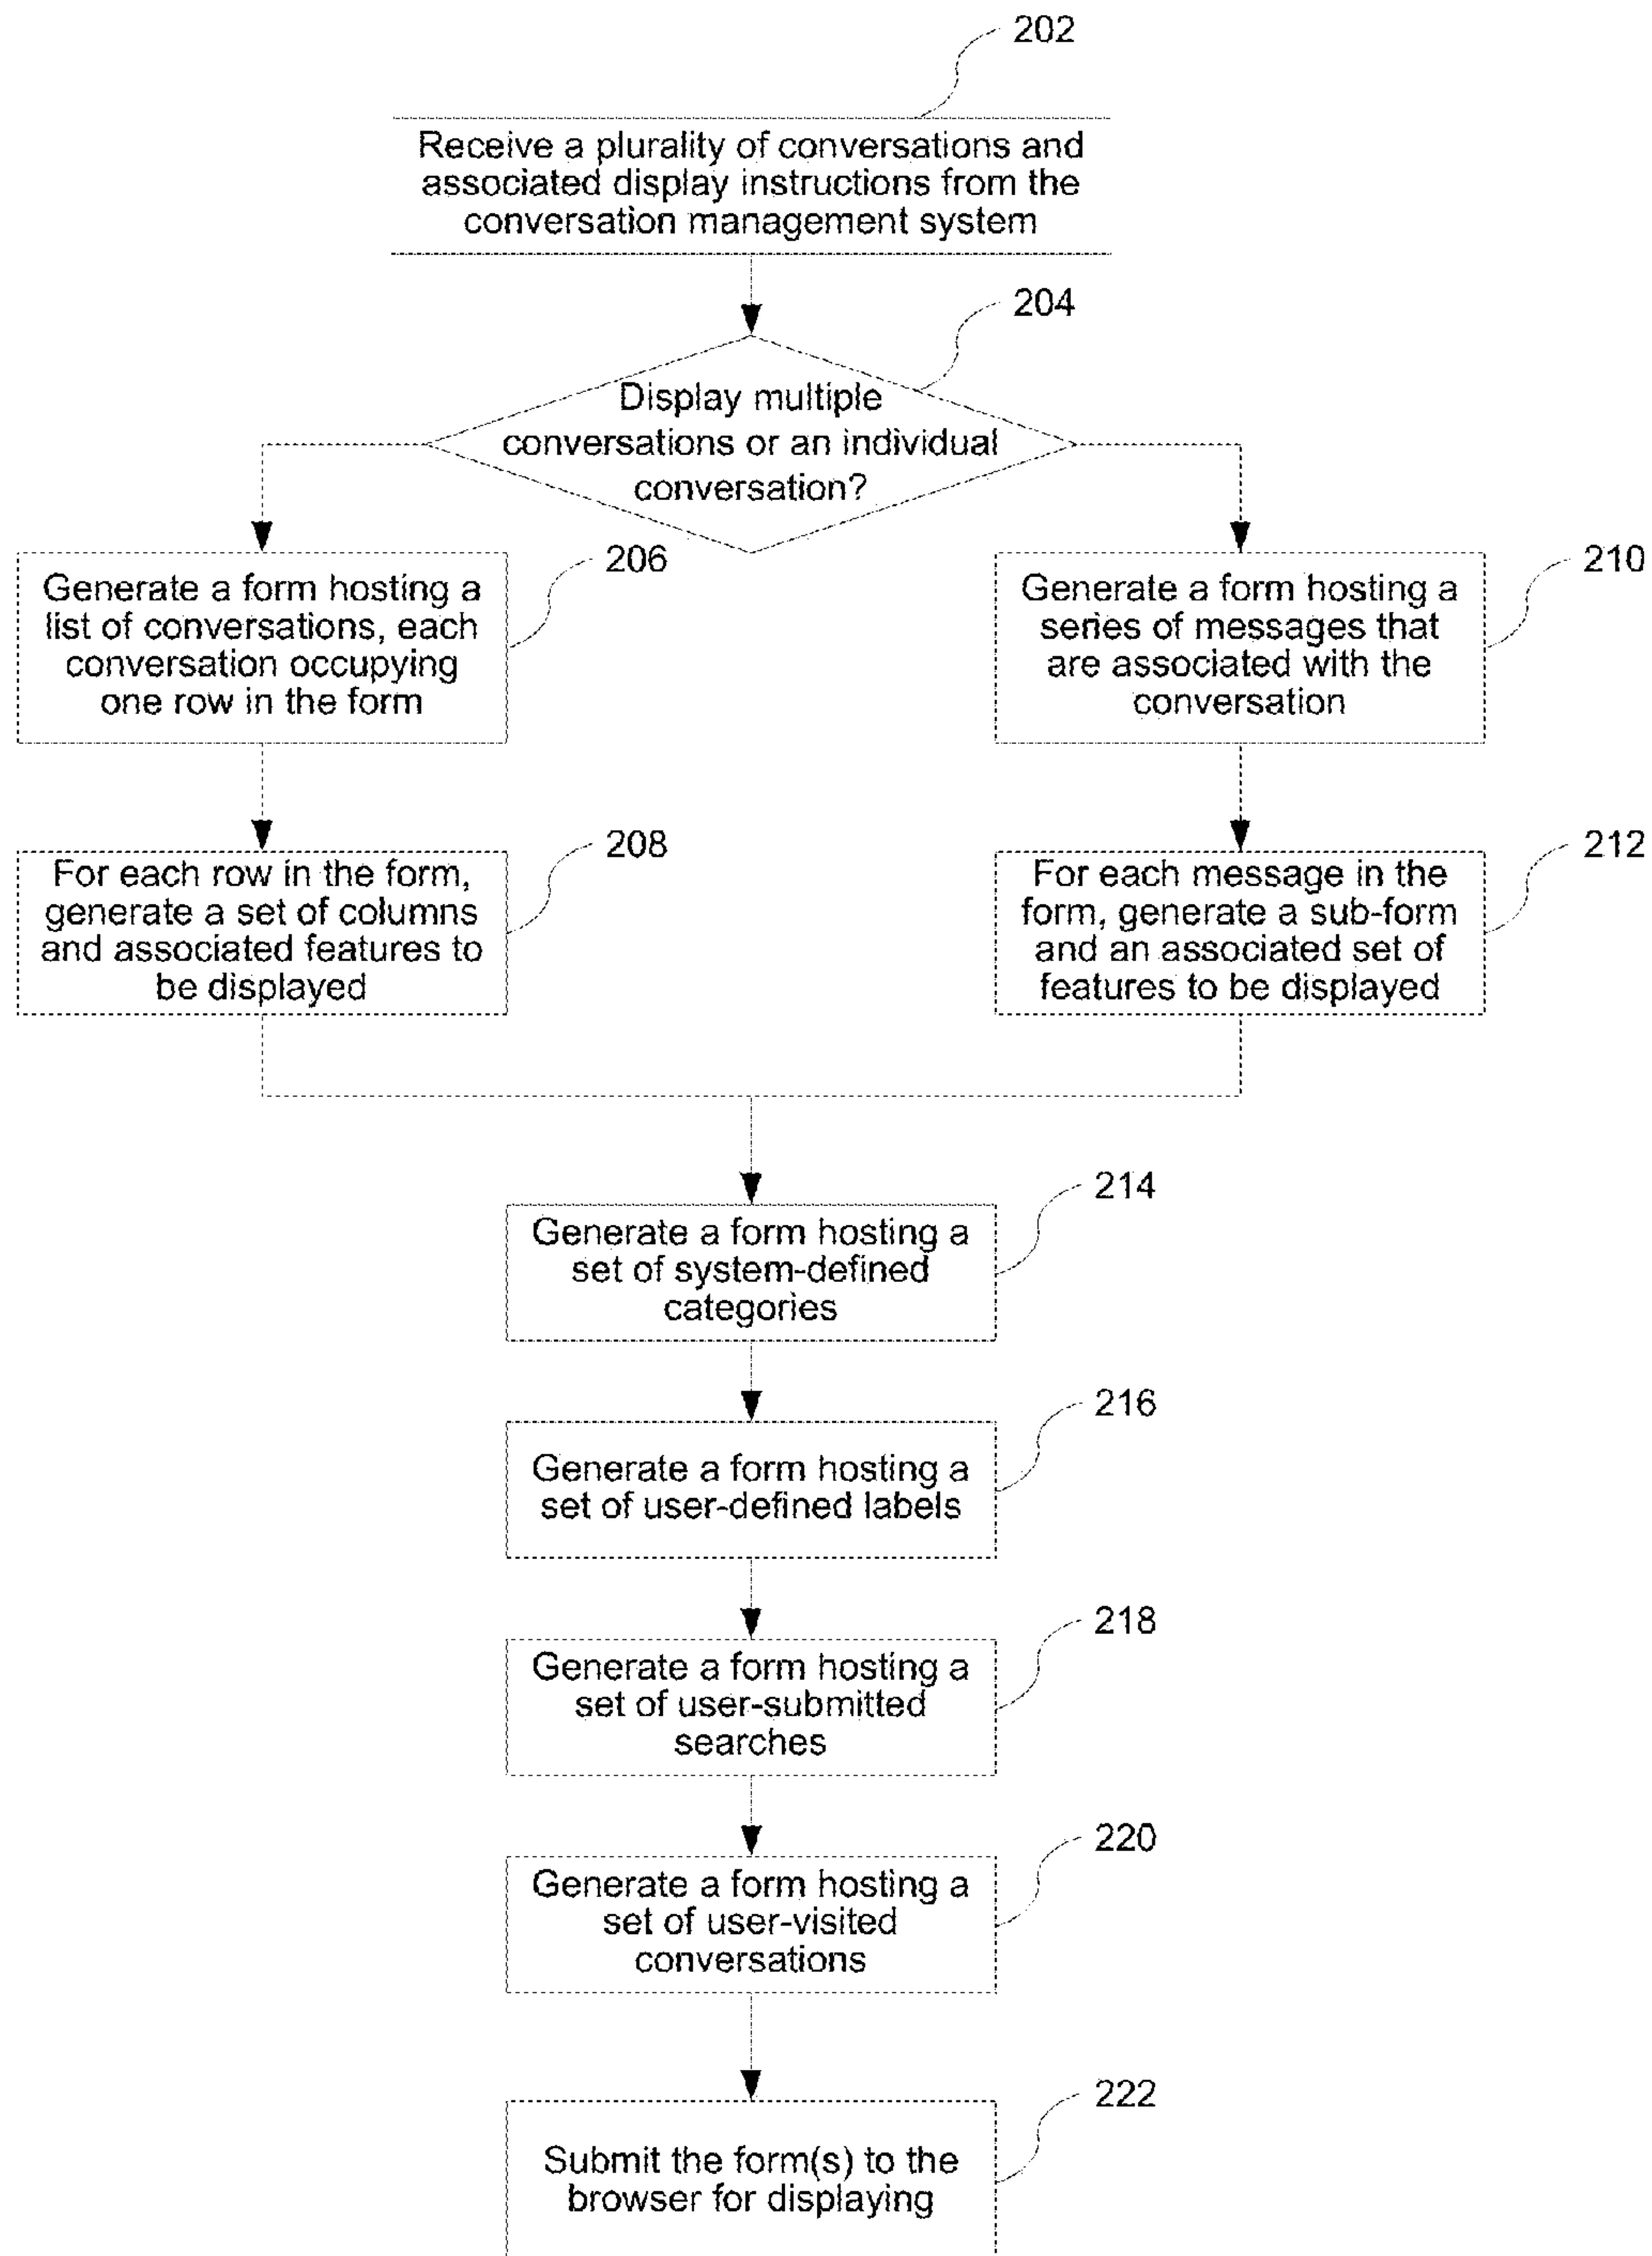 202
Receive a plurality of conversations and
associated display instructions from the
conversation management system
204
Display multiple
conversations or an individual
conversation?
206
Generate a form hosting a
list of conversations, each
conversation occupying
one row in the form
210
Generate a form hosting a
series of messages that
are associated with the
conversation
208
For each row in the form,
generate a set of columns
and associated features to
be displayed
212
For each message in the
form, generate a sub-form
and an associated set of
features to be displayed
214
Generate a form hosting a
set of system-defined
categories
216
Generate a form hosting a
set of user-defined labels
218
Generate a form hosting a
set of user-submitted
searches
220
Generate a form hosting a
set of user-visited
conversations
222
Submit the form(s) to the
browser for displaying